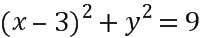 (x − 3)² + y² = 9